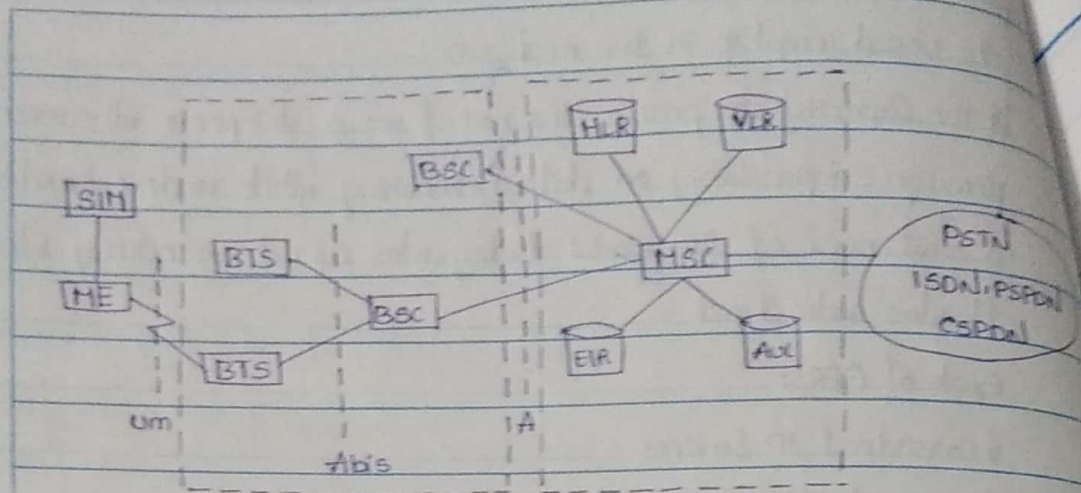 HLR VLR
BSC
SIM
BTS MSC PSTN
ME BSC ISDN, PSPDN
CSPDN
BTS EIR AUC
um A
Abis